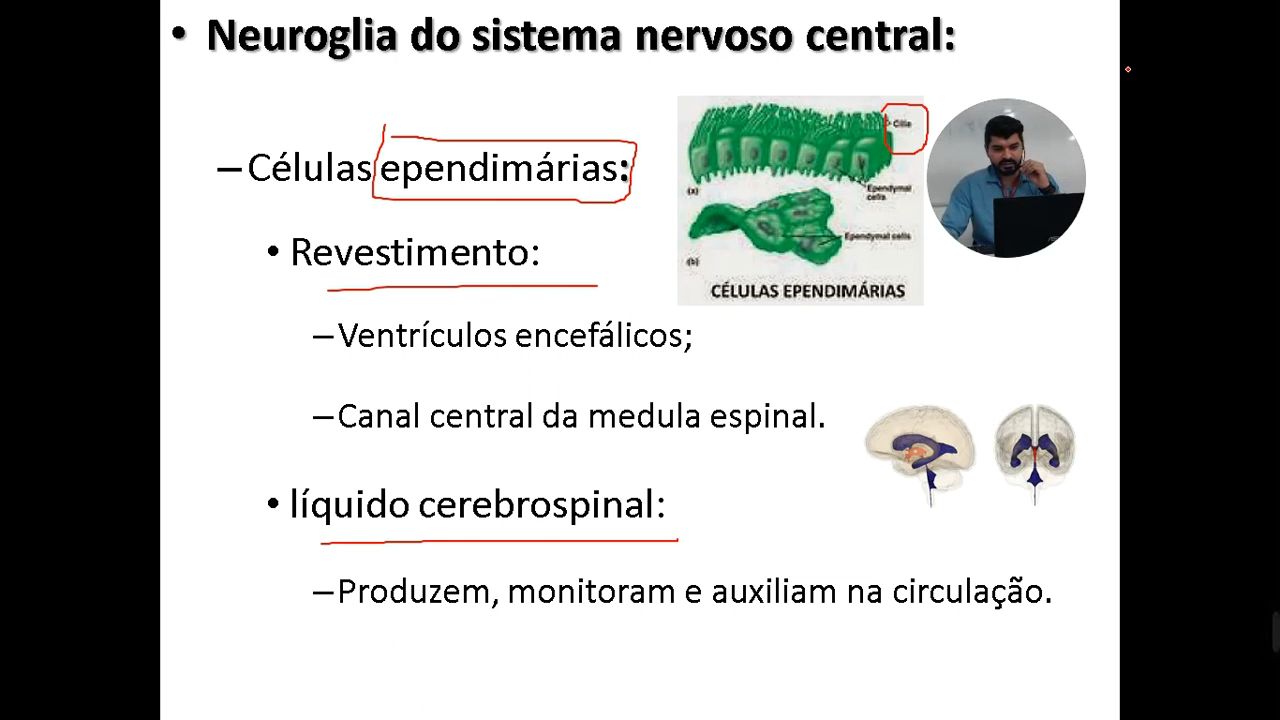 • Neuroglia do sistema nervoso central:
–Células ependimárias:
Cilia
Ependymal
cells
(a)
Ependymal cells
(b)
CÉLULAS EPENDIMÁRIAS
• Revestimento:
–Ventrículos encefálicos;
–Canal central da medula espinal.
• líquido cerebrospinal:
–Produzem, monitoram e auxiliam na circulação.